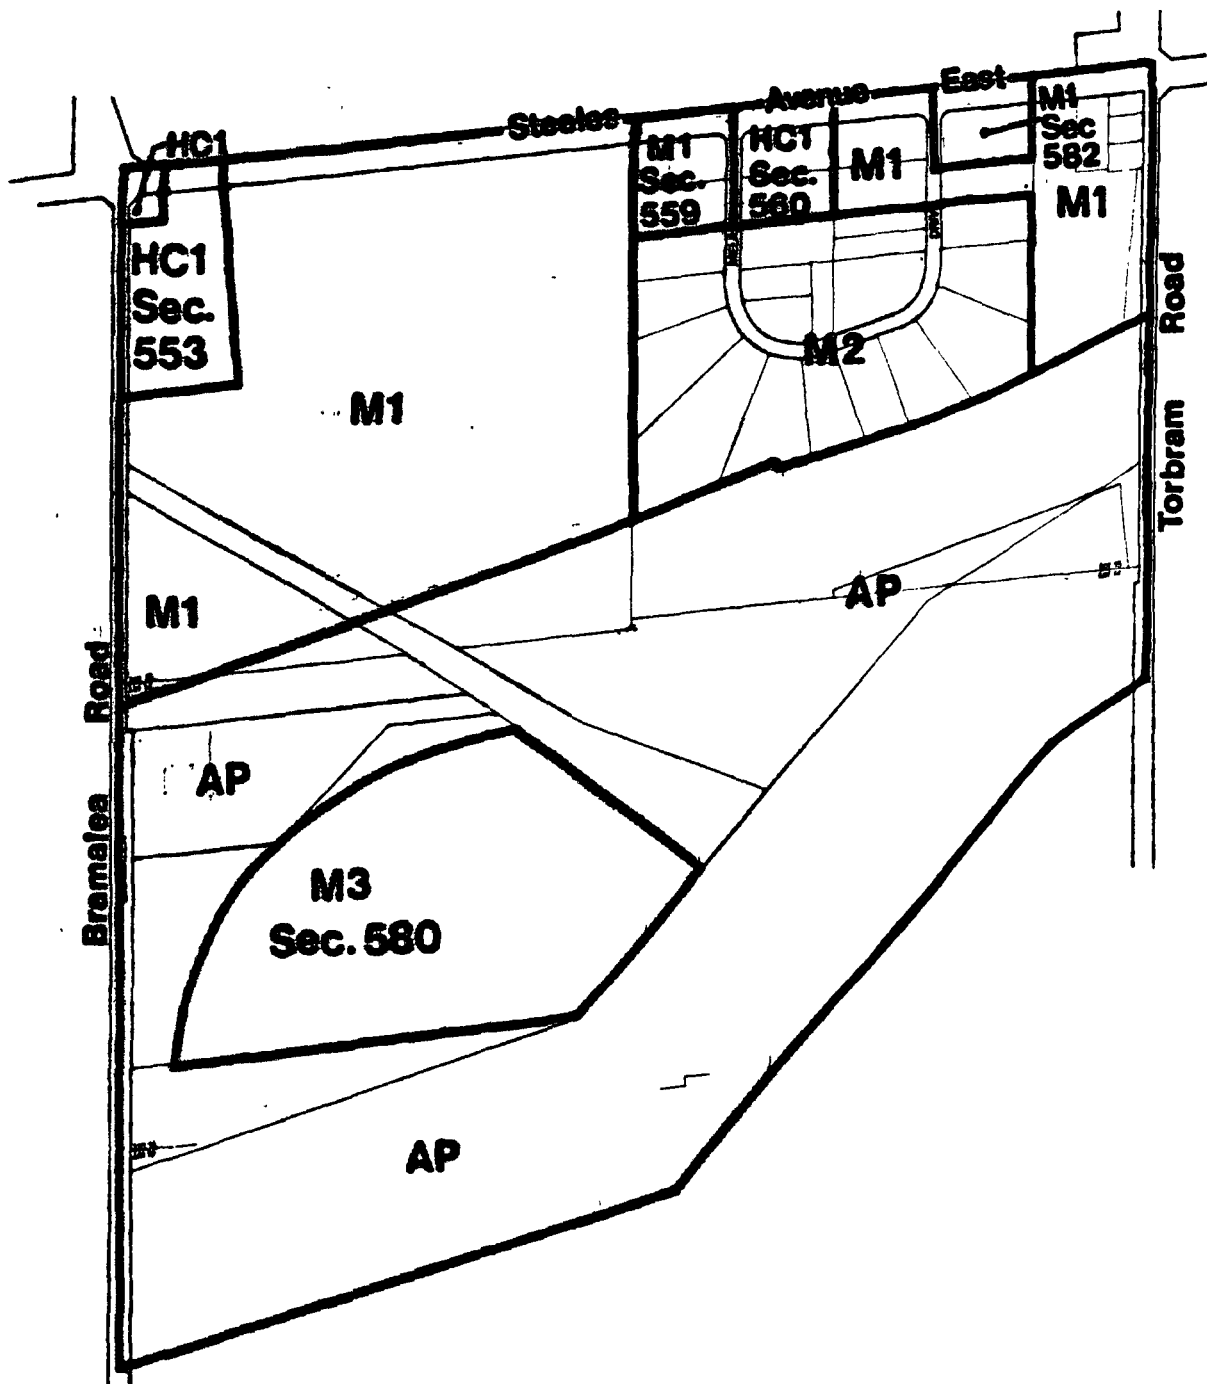 Steeles Avenue East
HC1
HC1
Sec.
553
M1
Sec.
559
HC1
Sec.
560
M1
M1
Sec
582
M1
M1
M2
Road
Torbram
M1
AP
Road
Bramalea
AP
M3
Sec. 580
AP